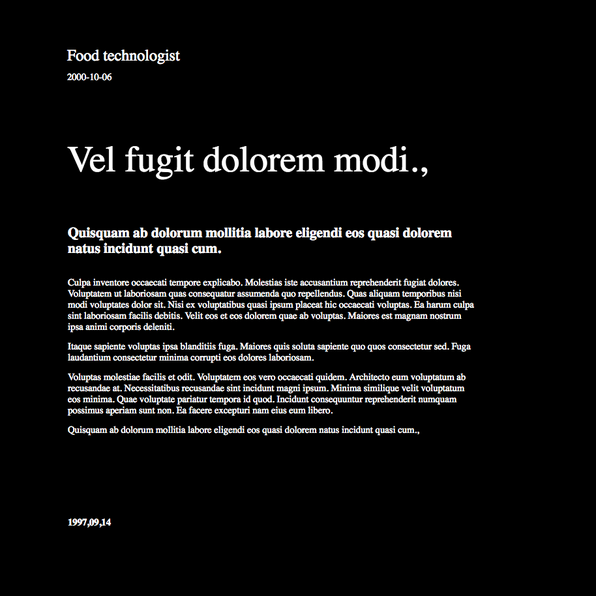 Food technologist
2000-10-06
Vel fugit dolorem modi.,
Quisquam ab dolorum mollitia labore eligendi eos quasi dolorem
natus incidunt quasi cum.
Culpa inventore occaecati tempore explicabo. Molestias iste accusantium reprehenderit fugiat dolores.
Voluptatem ut laboriosam quas consequatur assumenda quo repellendus. Quas aliquam temporibus nisi
modi voluptates dolor sit. Nisi ex voluptatibus quasi ipsum placeat hic occaecati voluptas. Ea harum culpa
sint laboriosam facilis debitis. Velit eos et eos dolorem quae ab voluptas. Maiores est magnam nostrum
ipsa animi corporis deleniti.
Itaque sapiente voluptas ipsa blanditiis fuga. Maiores quis soluta sapiente quo quos consectetur sed. Fuga
laudantium consectetur minima corrupti eos dolores laboriosam.
Voluptas molestiae facilis et odit. Voluptatem eos vero occaecati quidem. Architecto eum voluptatum ab
recusandae at. Necessitatibus recusandae sint incidunt magni ipsum. Minima similique velit voluptatum
eos minima. Quae voluptate pariatur tempora id quod. Incidunt consequuntur reprehenderit numquam
possimus aperiam sunt non. Ea facere excepturi nam eius eum libero.
Quisquam ab dolorum mollitia labore eligendi eos quasi dolorem natus incidunt quasi cum.,
1997,09,14